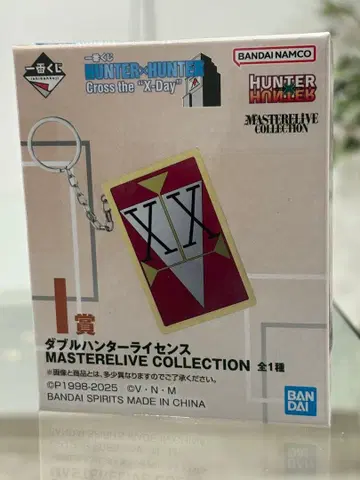 一番くじ
一番くじ
HUNTER×HUNTER
Cross the "X-Day"
BANDAI NAMCO
HUNTER×HUNTER
MASTERELIVE
COLLECTION
XX
I賞
ダブルハンターライセンス
MASTERELIVE COLLECTION 全1種
※画像と商品とは、多少異なりますのでご了承ください。
©P1998-2025 ©V・N・M
BANDAI SPIRITS MADE IN CHINA
BANDAI